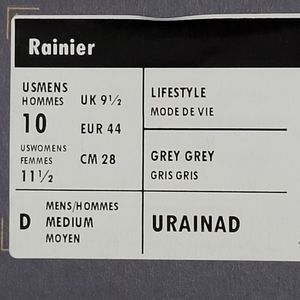 Rainier
USMENS
HOMMES
10
USWOMENS
FEMMES
11½
UK 9½
EUR 44
CM 28
LIFESTYLE
MODE DE VIE
GREY GREY
GRIS GRIS
D
MENS/HOMMES
MEDIUM
MOYEN
URAINAD